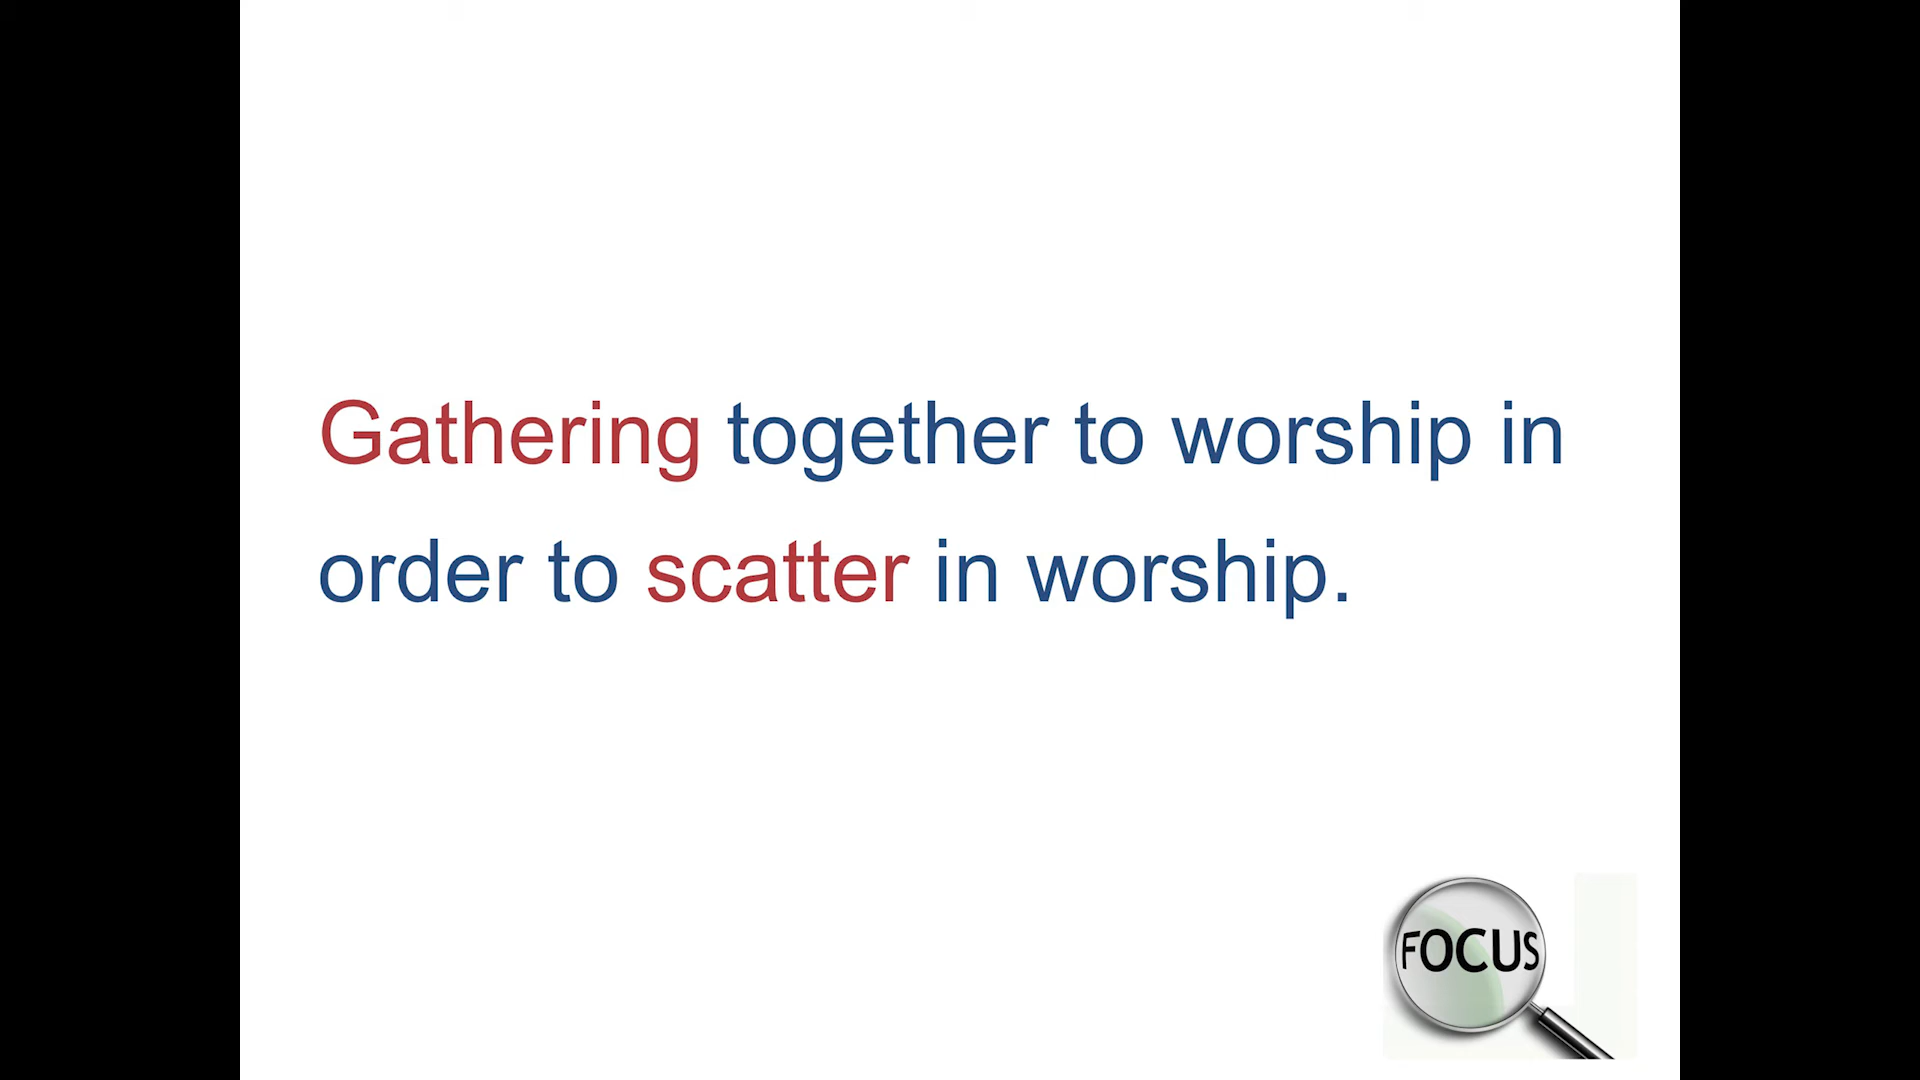 Gathering together to worship in
order to scatter in worship.
FOCUS